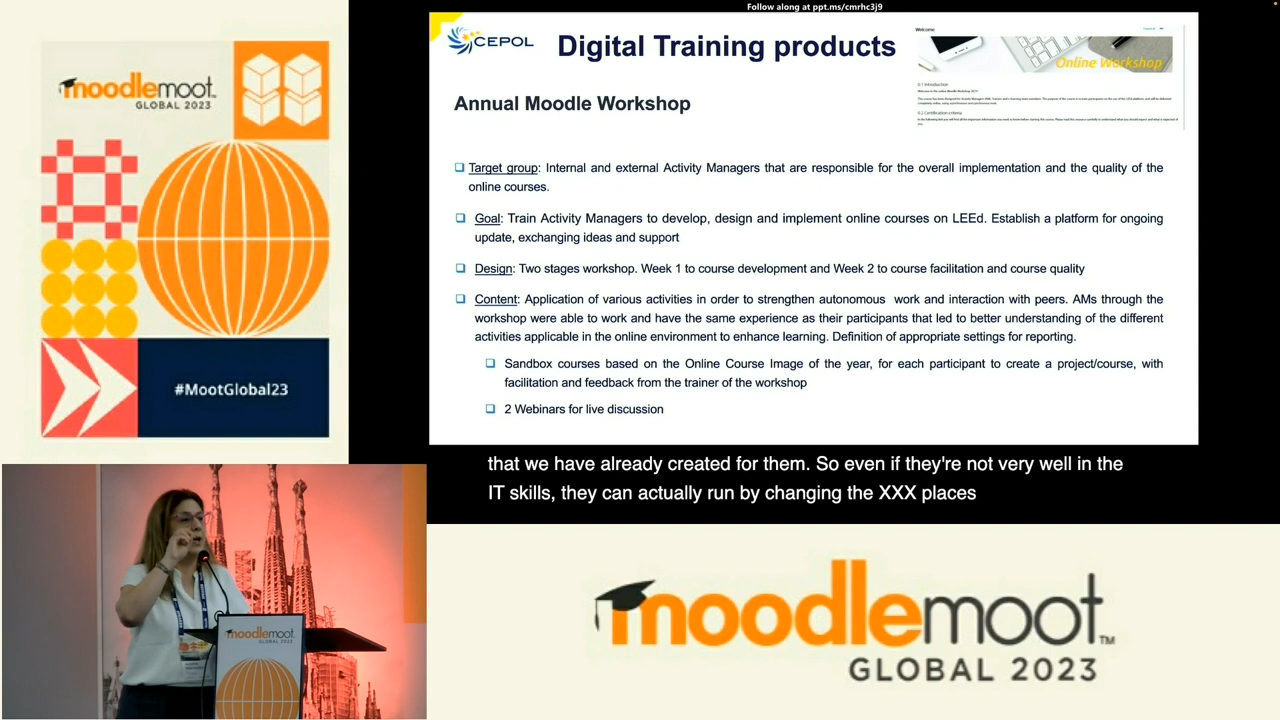 Follow along at ppt.ms/cmrhc3j9
moodlemoot
GLOBAL 2023
#MootGlobal23
CEPOL
Digital Training products
Welcome
Online Workshop
0.1 Introduction
0.2 Certification criteria
Annual Moodle Workshop
Target group: Internal and external Activity Managers that are responsible for the overall implementation and the quality of the
online courses.
Goal: Train Activity Managers to develop, design and implement online courses on LEEd. Establish a platform for ongoing
update, exchanging ideas and support
Design: Two stages workshop. Week 1 to course development and Week 2 to course facilitation and course quality
Content: Application of various activities in order to strengthen autonomous work and interaction with peers. AMs through the
workshop were able to work and have the same experience as their participants that led to better understanding of the different
activities applicable in the online environment to enhance learning. Definition of appropriate settings for reporting.
Sandbox courses based on the Online Course Image of the year, for each participant to create a project/course, with
facilitation and feedback from the trainer of the workshop
2 Webinars for live discussion
that we have already created for them. So even if they're not very well in the
IT skills, they can actually run by changing the XXX places
moodlemoot
GLOBAL 2023
moodlemoot™
GLOBAL 2023